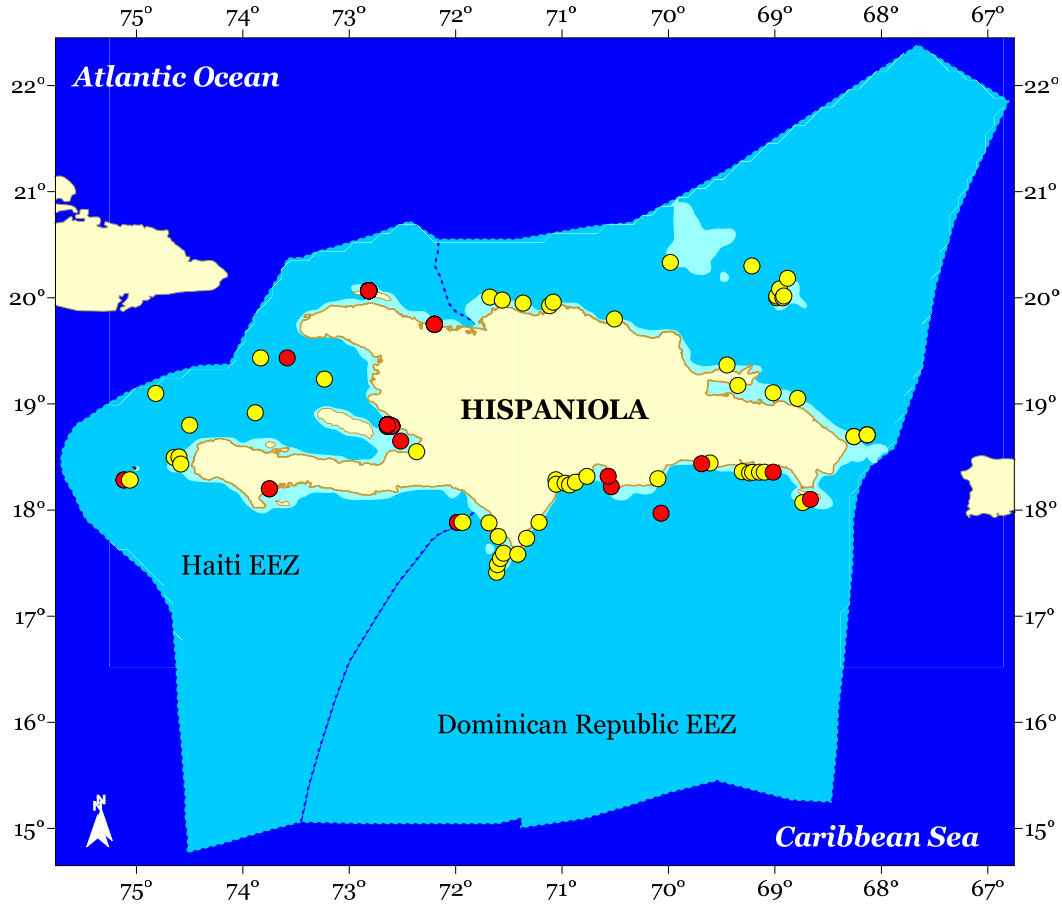 75° 74° 73° 72° 71° 70° 69° 68° 67°
Atlantic Ocean
22° 22°
21° 21°
20° 20°
19° 19°
HISPANIOLA
18° 18°
Haiti EEZ
17° 17°
16° 16°
Dominican Republic EEZ
N
15° 15°
Caribbean Sea
75° 74° 73° 72° 71° 70° 69° 68° 67°